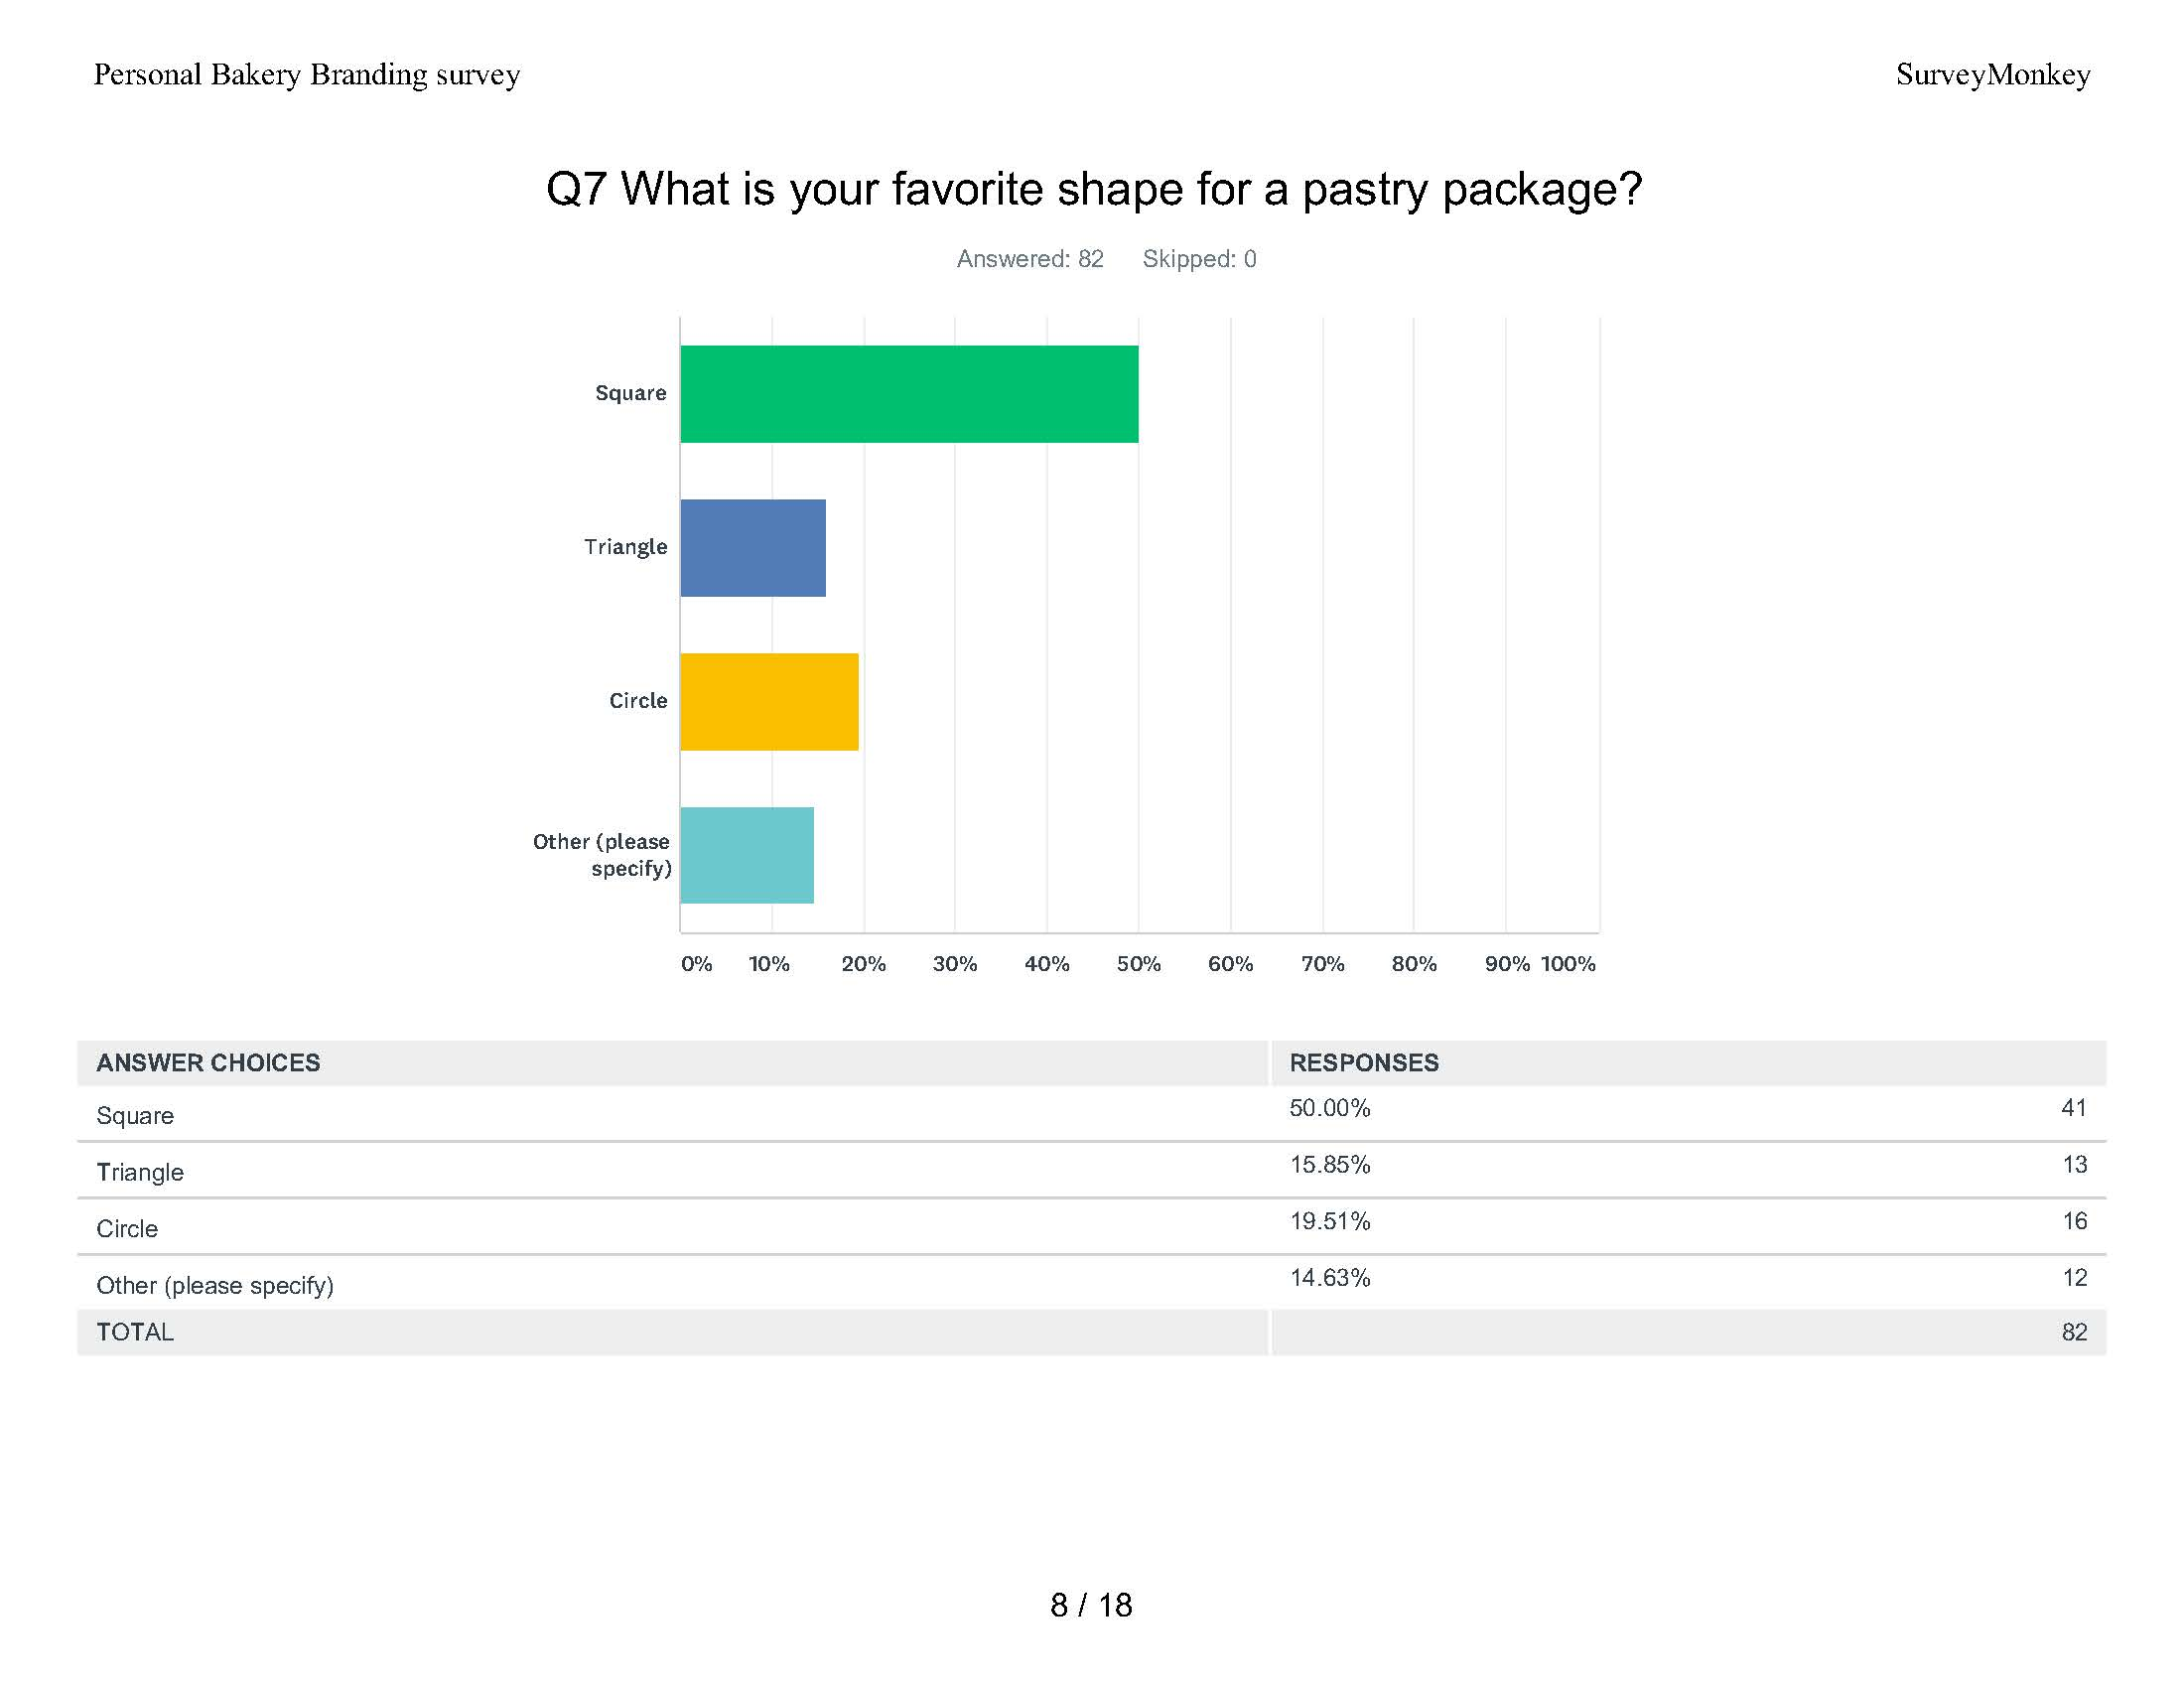 Personal Bakery Branding survey SurveyMonkey
Q7 What is your favorite shape for a pastry package?
Answered: 82 Skipped: 0
Square
Triangle
Circle
Other (please
specify)
0% 10% 20% 30% 40% 50% 60% 70% 80% 90% 100%
ANSWER CHOICES RESPONSES
Square 50.00% 41
Triangle 15.85% 13
Circle 19.51% 16
Other (please specify) 14.63% 12
TOTAL 82
8 / 18